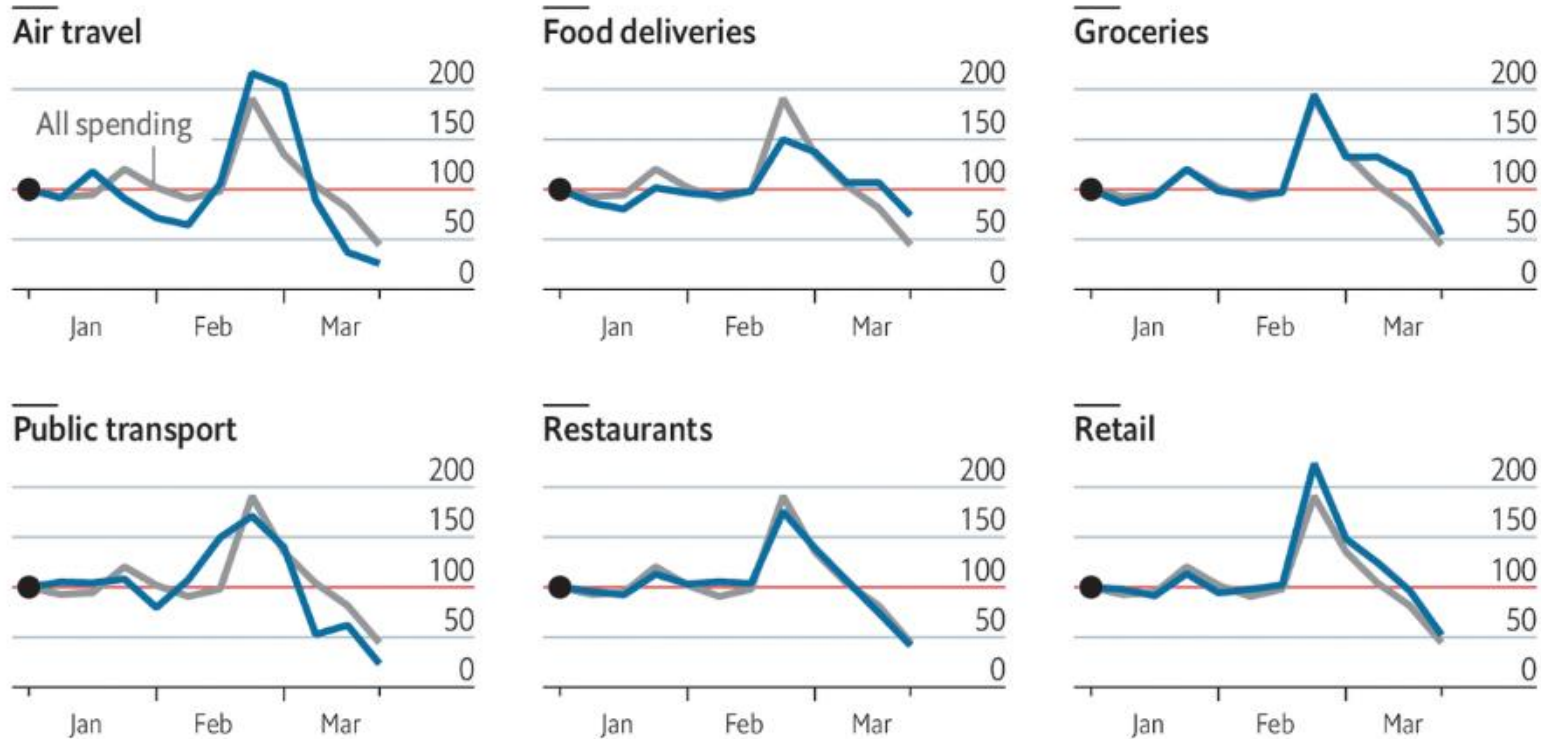 Air travel
200
All spending
150
100
50
0
Jan Feb Mar
Food deliveries
200
150
100
50
0
Jan Feb Mar
Groceries
200
150
100
50
0
Jan Feb Mar
Public transport
200
150
100
50
0
Jan Feb Mar
Restaurants
200
150
100
50
0
Jan Feb Mar
Retail
200
150
100
50
0
Jan Feb Mar